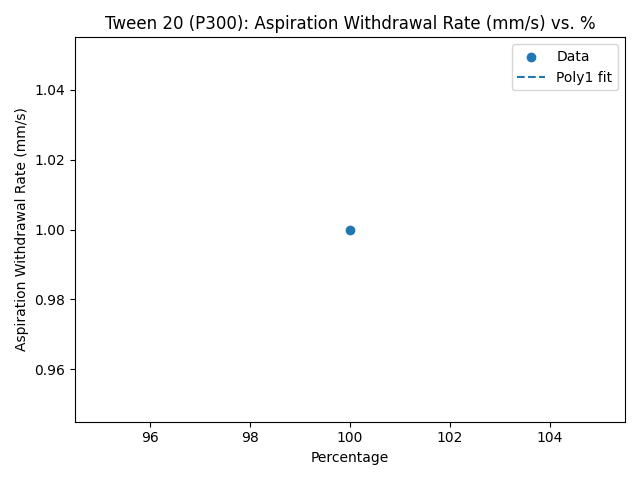 Tween 20 (P300): Aspiration Withdrawal Rate (mm/s) vs. %
Data
Poly1 fit
Aspiration Withdrawal Rate (mm/s)
1.04
1.02
1.00
0.98
0.96
96
98
100
102
104
Percentage